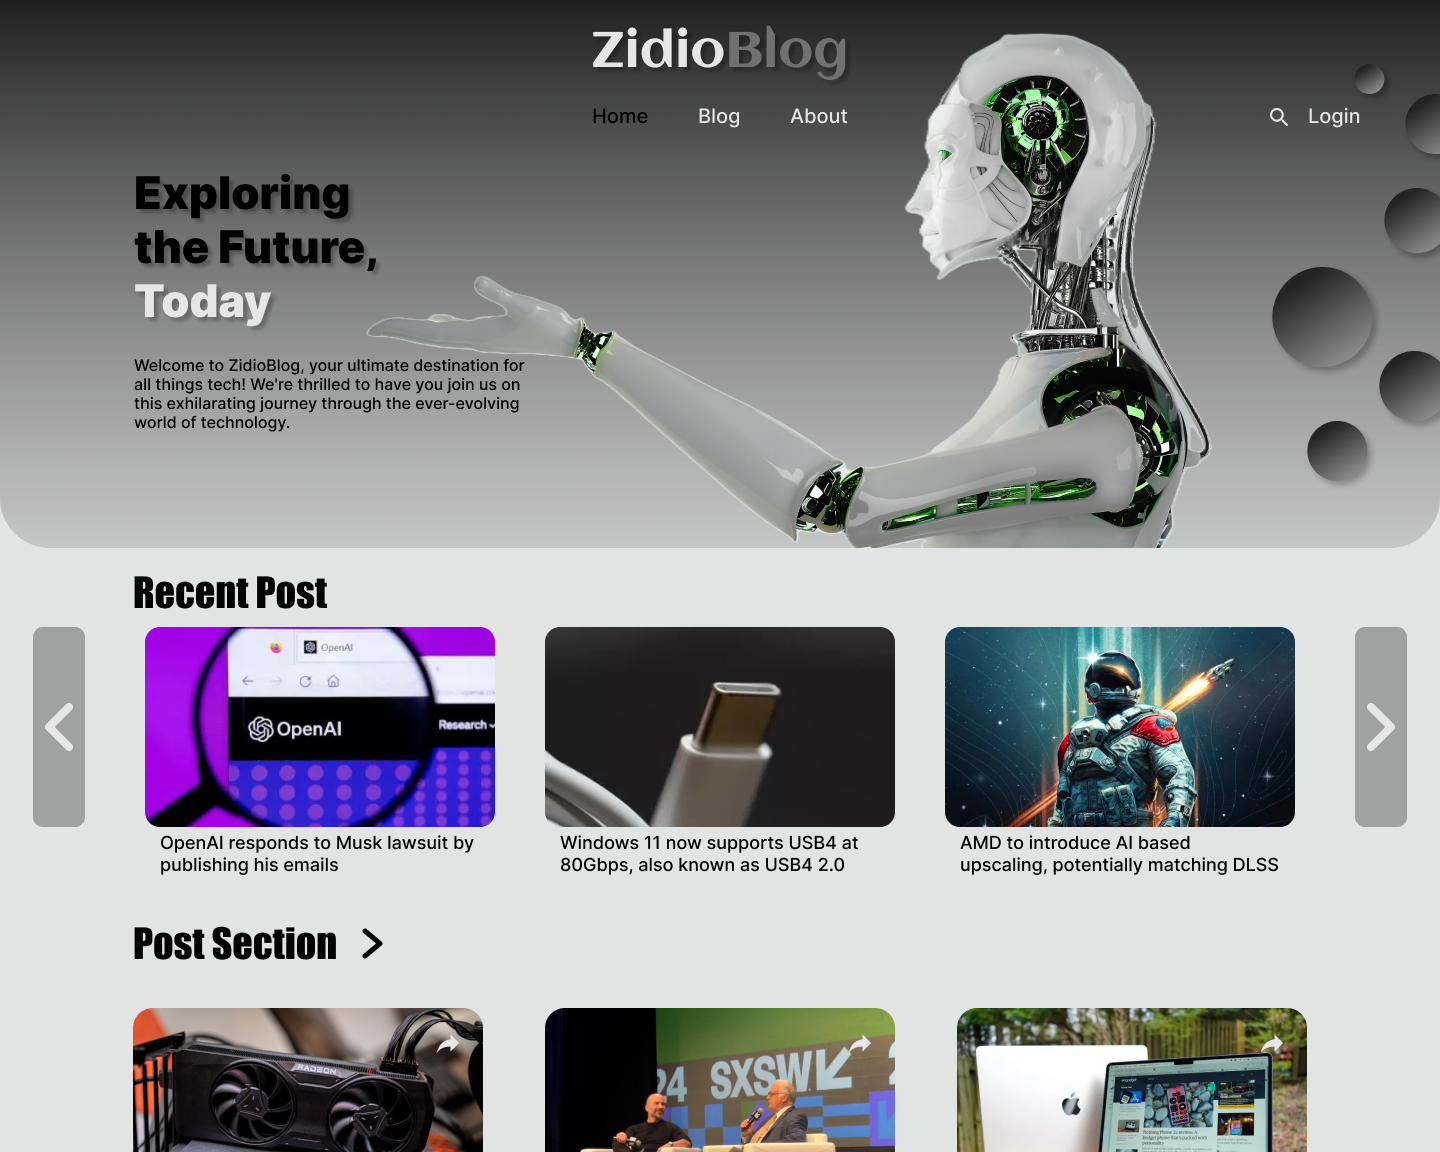 ZidioBlog
Home Blog About Login
Exploring
the Future,
Today
Welcome to ZidioBlog, your ultimate destination for
all things tech! We're thrilled to have you join us on
this exhilarating journey through the ever-evolving
world of technology.
Recent Post
OpenAI
OpenAI
Research
OpenAI responds to Musk lawsuit by
publishing his emails
Windows 11 now supports USB4 at
80Gbps, also known as USB4 2.0
AMD to introduce AI based
upscaling, potentially matching DLSS
Post Section
RADEON
24 SXSW